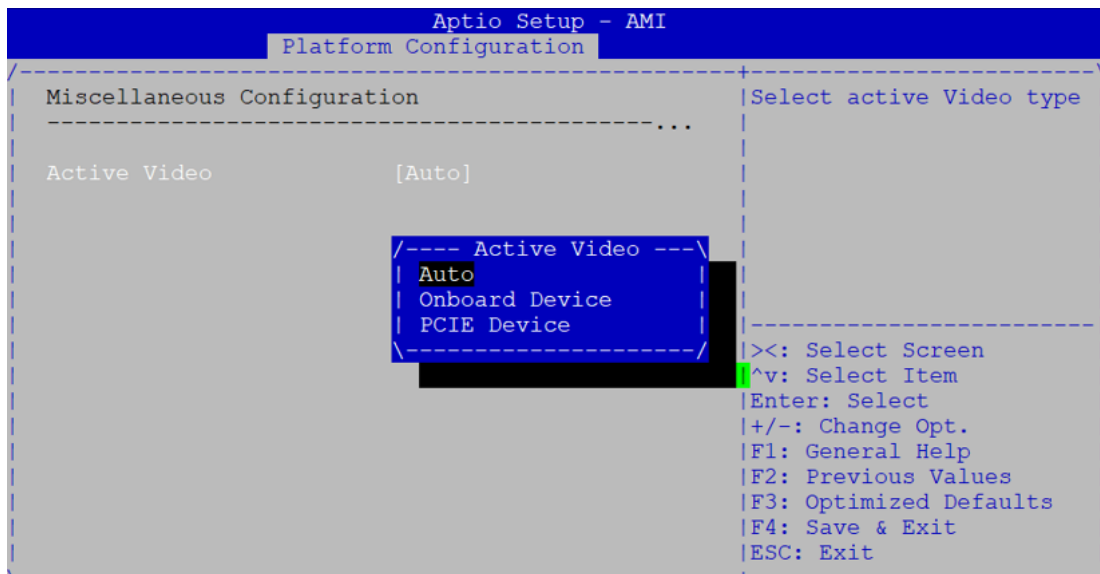 Aptio Setup - AMI
Platform Configuration
Miscellaneous Configuration
Select active Video type
Active Video [Auto]
/---- Active Video ---\
Auto
Onboard Device
PCIE Device
><: Select Screen
^v: Select Item
Enter: Select
+/-: Change Opt.
F1: General Help
F2: Previous Values
F3: Optimized Defaults
F4: Save & Exit
ESC: Exit